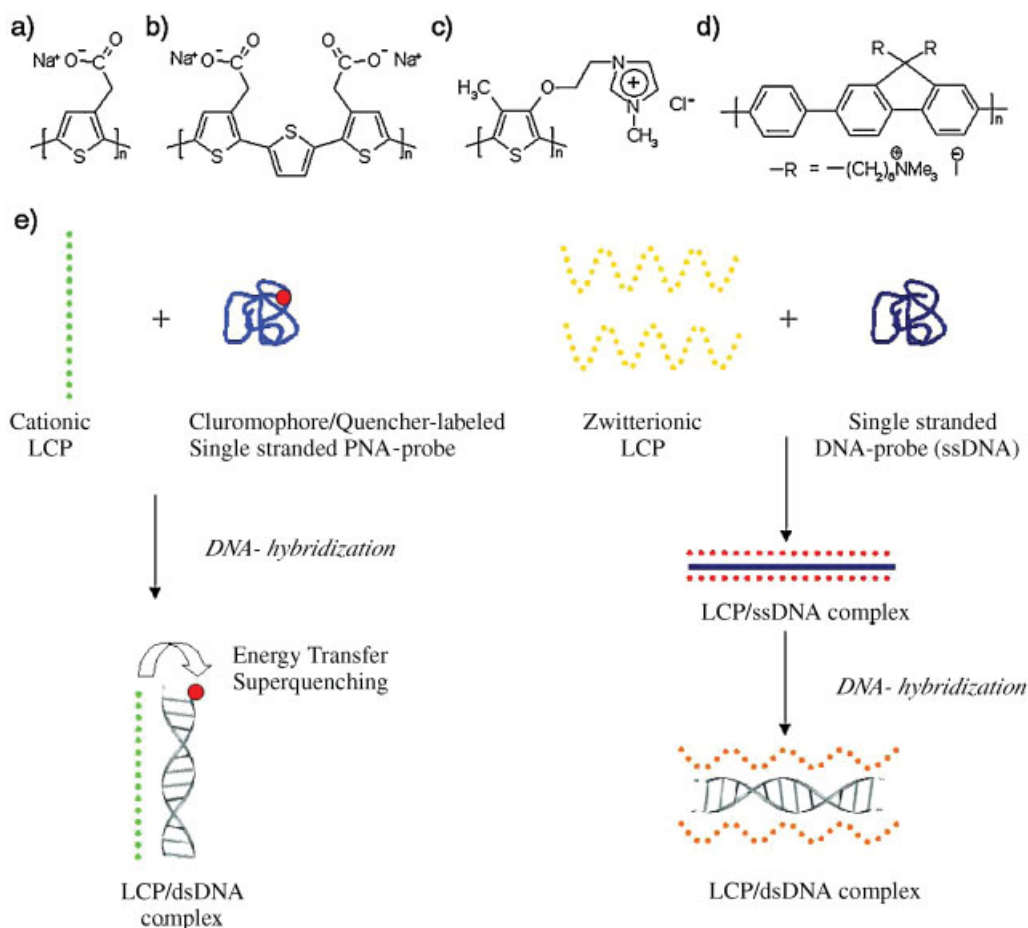 a)
Na⁺ O⁻ C O
S
n
b)
Na⁺ O⁻ C O O C O⁻ Na⁺
S S S
n
c)
H₃C O N + N CH₃ Cl⁻
S
n
d)
R R
n
—R = —(CH₂)₆NMe₃ ⊕ I ⊖
e)
+
+
Cationic
LCP
Cluromophore/Quencher-labeled
Single stranded PNA-probe
Zwitterionic
LCP
Single stranded
DNA-probe (ssDNA)
DNA- hybridization
LCP/ssDNA complex
Energy Transfer
Superquenching
DNA- hybridization
LCP/dsDNA
complex
LCP/dsDNA complex